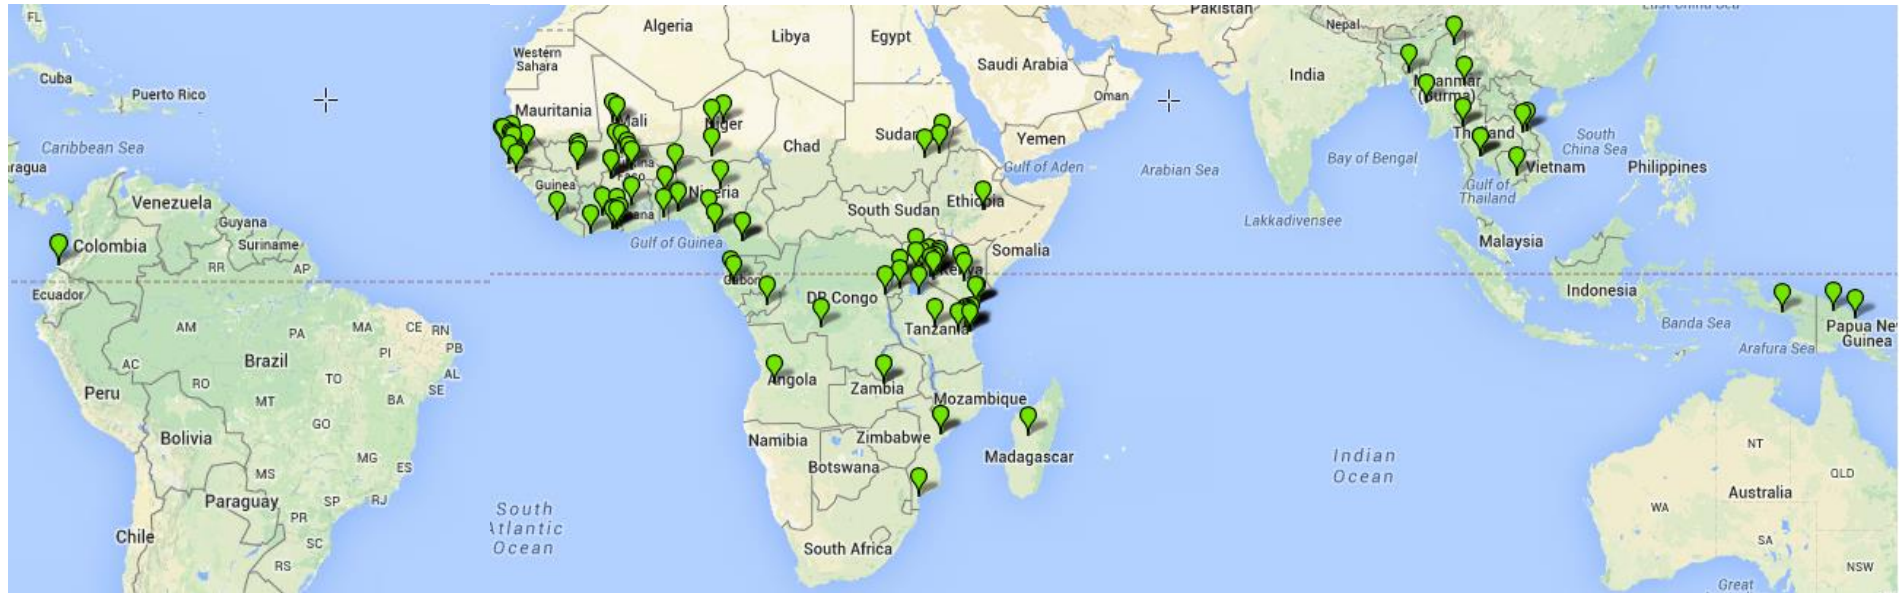 FL
Cuba
Puerto Rico
Caribbean Sea
ragua
Venezuela
Guyana
Suriname
Colombia
RR
AP
Ecuador
AM
PA
MA
CE
RN
PB
PI
AL
SE
AC
RO
TO
BA
Brazil
Peru
MT
GO
Bolivia
MG
ES
MS
Paraguay
SP
RJ
PR
SC
Chile
RS
Algeria
Libya
Egypt
Western
Sahara
Mauritania
Mali
Niger
Chad
Sudan
Saudi Arabia
Oman
Yemen
Gulf of Aden
Arabian Sea
Guinea
Faso
Nigeria
Gulf of Guinea
South Sudan
Ethiopia
Somalia
Gabon
Kenya
DR Congo
Tanzania
Angola
Zambia
Mozambique
Namibia
Zimbabwe
Botswana
Madagascar
South Africa
South
Atlantic
Ocean
Indian
Ocean
Pakistan
Nepal
East China Sea
India
Myanmar
(Burma)
Thailand
Bay of Bengal
South
China Sea
Vietnam
Philippines
Gulf of
Thailand
Lakkadivensee
Malaysia
Indonesia
Banda Sea
Arafura Sea
Papua New
Guinea
NT
QLD
Australia
WA
SA
NSW
Great